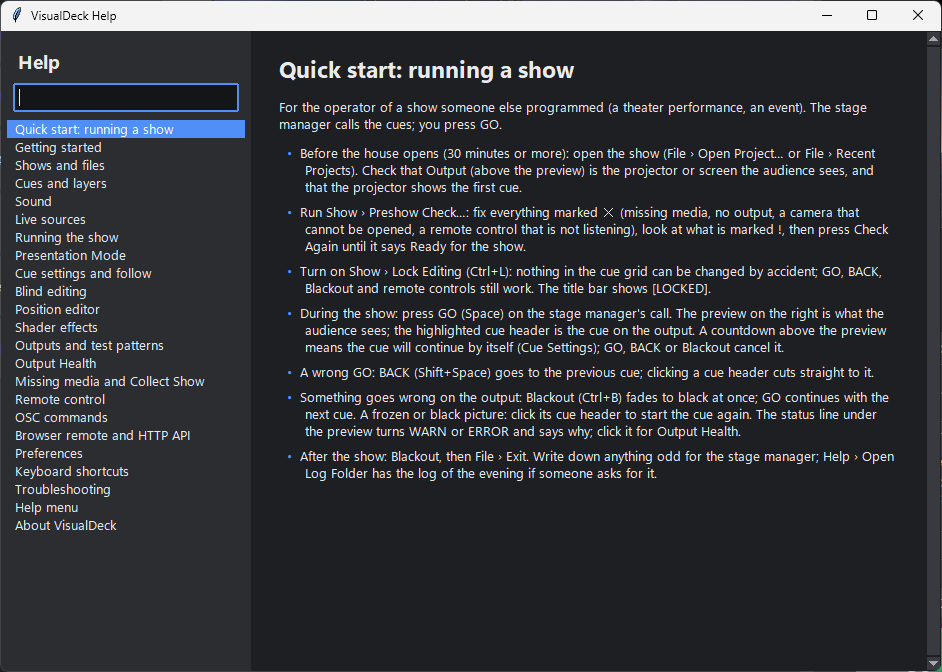 VisualDeck Help
Help
Quick start: running a show
Getting started
Shows and files
Cues and layers
Sound
Live sources
Running the show
Presentation Mode
Cue settings and follow
Blind editing
Position editor
Shader effects
Outputs and test patterns
Output Health
Missing media and Collect Show
Remote control
OSC commands
Browser remote and HTTP API
Preferences
Keyboard shortcuts
Troubleshooting
Help menu
About VisualDeck
Quick start: running a show
For the operator of a show someone else programmed (a theater performance, an event). The stage
manager calls the cues; you press GO.
• Before the house opens (30 minutes or more): open the show (File › Open Project... or File › Recent
Projects). Check that Output (above the preview) is the projector or screen the audience sees, and
that the projector shows the first cue.
• Run Show › Preshow Check...: fix everything marked ✕ (missing media, no output, a camera that
cannot be opened, a remote control that is not listening), look at what is marked !, then press Check
Again until it says Ready for the show.
• Turn on Show › Lock Editing (Ctrl+L): nothing in the cue grid can be changed by accident; GO, BACK,
Blackout and remote controls still work. The title bar shows [LOCKED].
• During the show: press GO (Space) on the stage manager's call. The preview on the right is what the
audience sees; the highlighted cue header is the cue on the output. A countdown above the preview
means the cue will continue by itself (Cue Settings); GO, BACK or Blackout cancel it.
• A wrong GO: BACK (Shift+Space) goes to the previous cue; clicking a cue header cuts straight to it.
• Something goes wrong on the output: Blackout (Ctrl+B) fades to black at once; GO continues with the
next cue. A frozen or black picture: click its cue header to start the cue again. The status line under
the preview turns WARN or ERROR and says why; click it for Output Health.
• After the show: Blackout, then File › Exit. Write down anything odd for the stage manager; Help › Open
Log Folder has the log of the evening if someone asks for it.